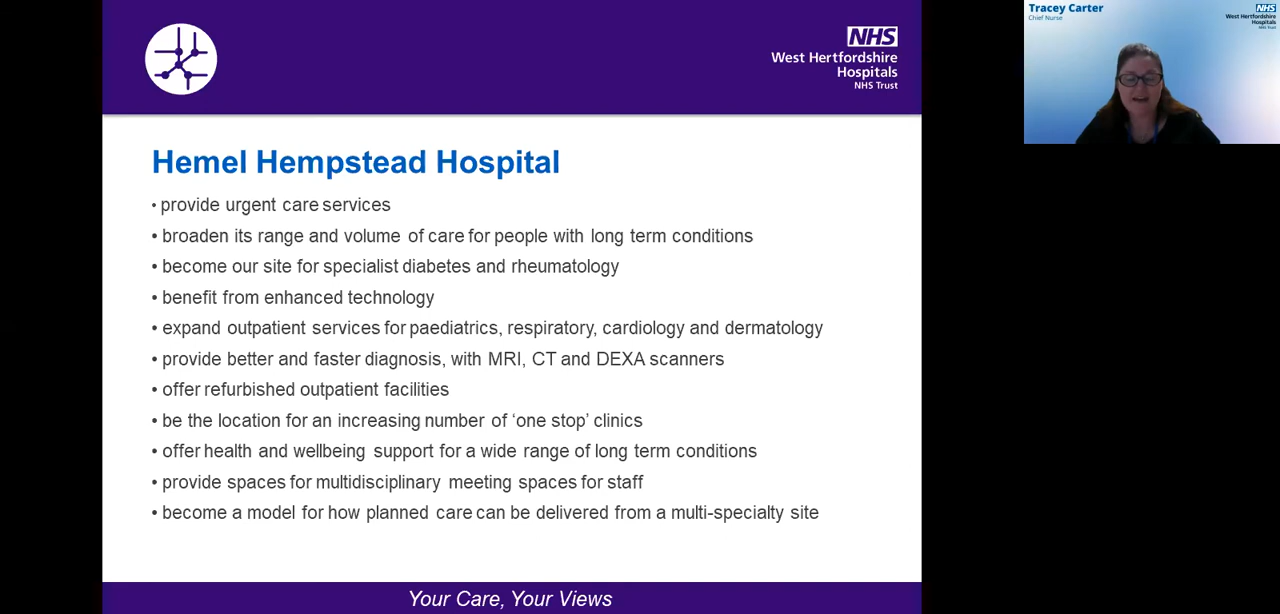 NHS
West Hertfordshire
Hospitals
NHS Trust
Hemel Hempstead Hospital
• provide urgent care services
• broaden its range and volume of care for people with long term conditions
• become our site for specialist diabetes and rheumatology
• benefit from enhanced technology
• expand outpatient services for paediatrics, respiratory, cardiology and dermatology
• provide better and faster diagnosis, with MRI, CT and DEXA scanners
• offer refurbished outpatient facilities
• be the location for an increasing number of ‘one stop’ clinics
• offer health and wellbeing support for a wide range of long term conditions
• provide spaces for multidisciplinary meeting spaces for staff
• become a model for how planned care can be delivered from a multi-specialty site
Your Care, Your Views
Tracey Carter
Chief Nurse
NHS
West Hertfordshire
Hospitals
NHS Trust